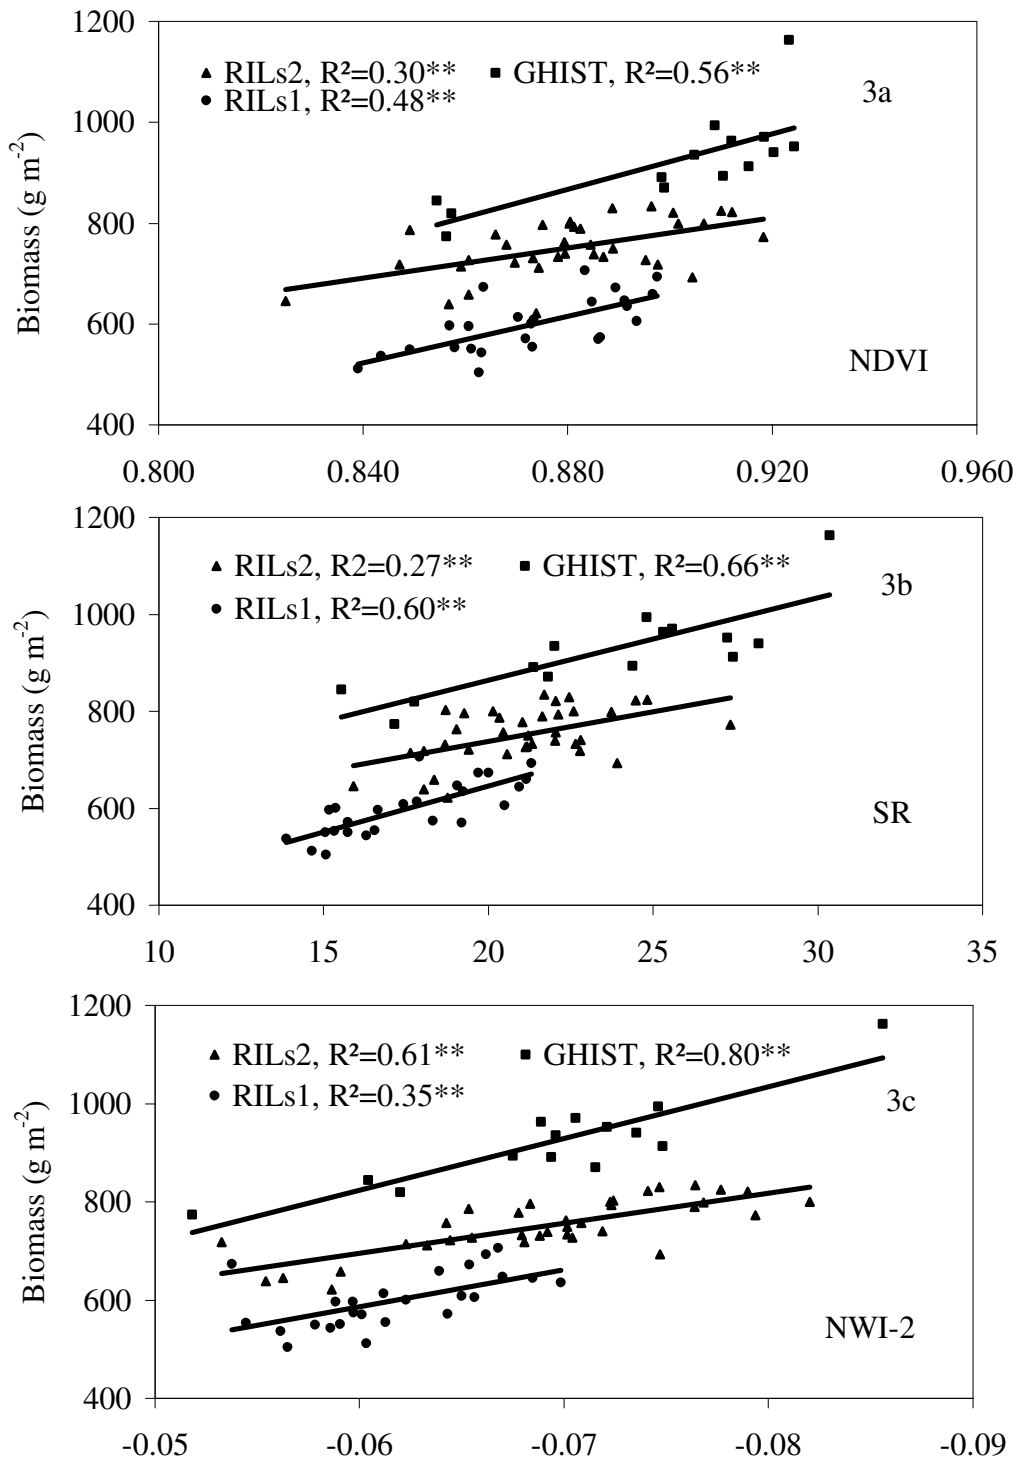 1200
RILs2, R²=0.30** GHIST, R²=0.56**
RILs1, R²=0.48**
3a
1000
800
600
400
Biomass (g m-2)
NDVI
0.800 0.840 0.880 0.920 0.960
1200
RILs2, R2=0.27** GHIST, R²=0.66**
3b
RILs1, R²=0.60**
1000
800
600
400
Biomass (g m-2)
SR
10 15 20 25 30 35
1200
RILs2, R²=0.61** GHIST, R²=0.80**
RILs1, R²=0.35**
3c
1000
800
600
400
Biomass (g m-2)
NWI-2
-0.05 -0.06 -0.07 -0.08 -0.09